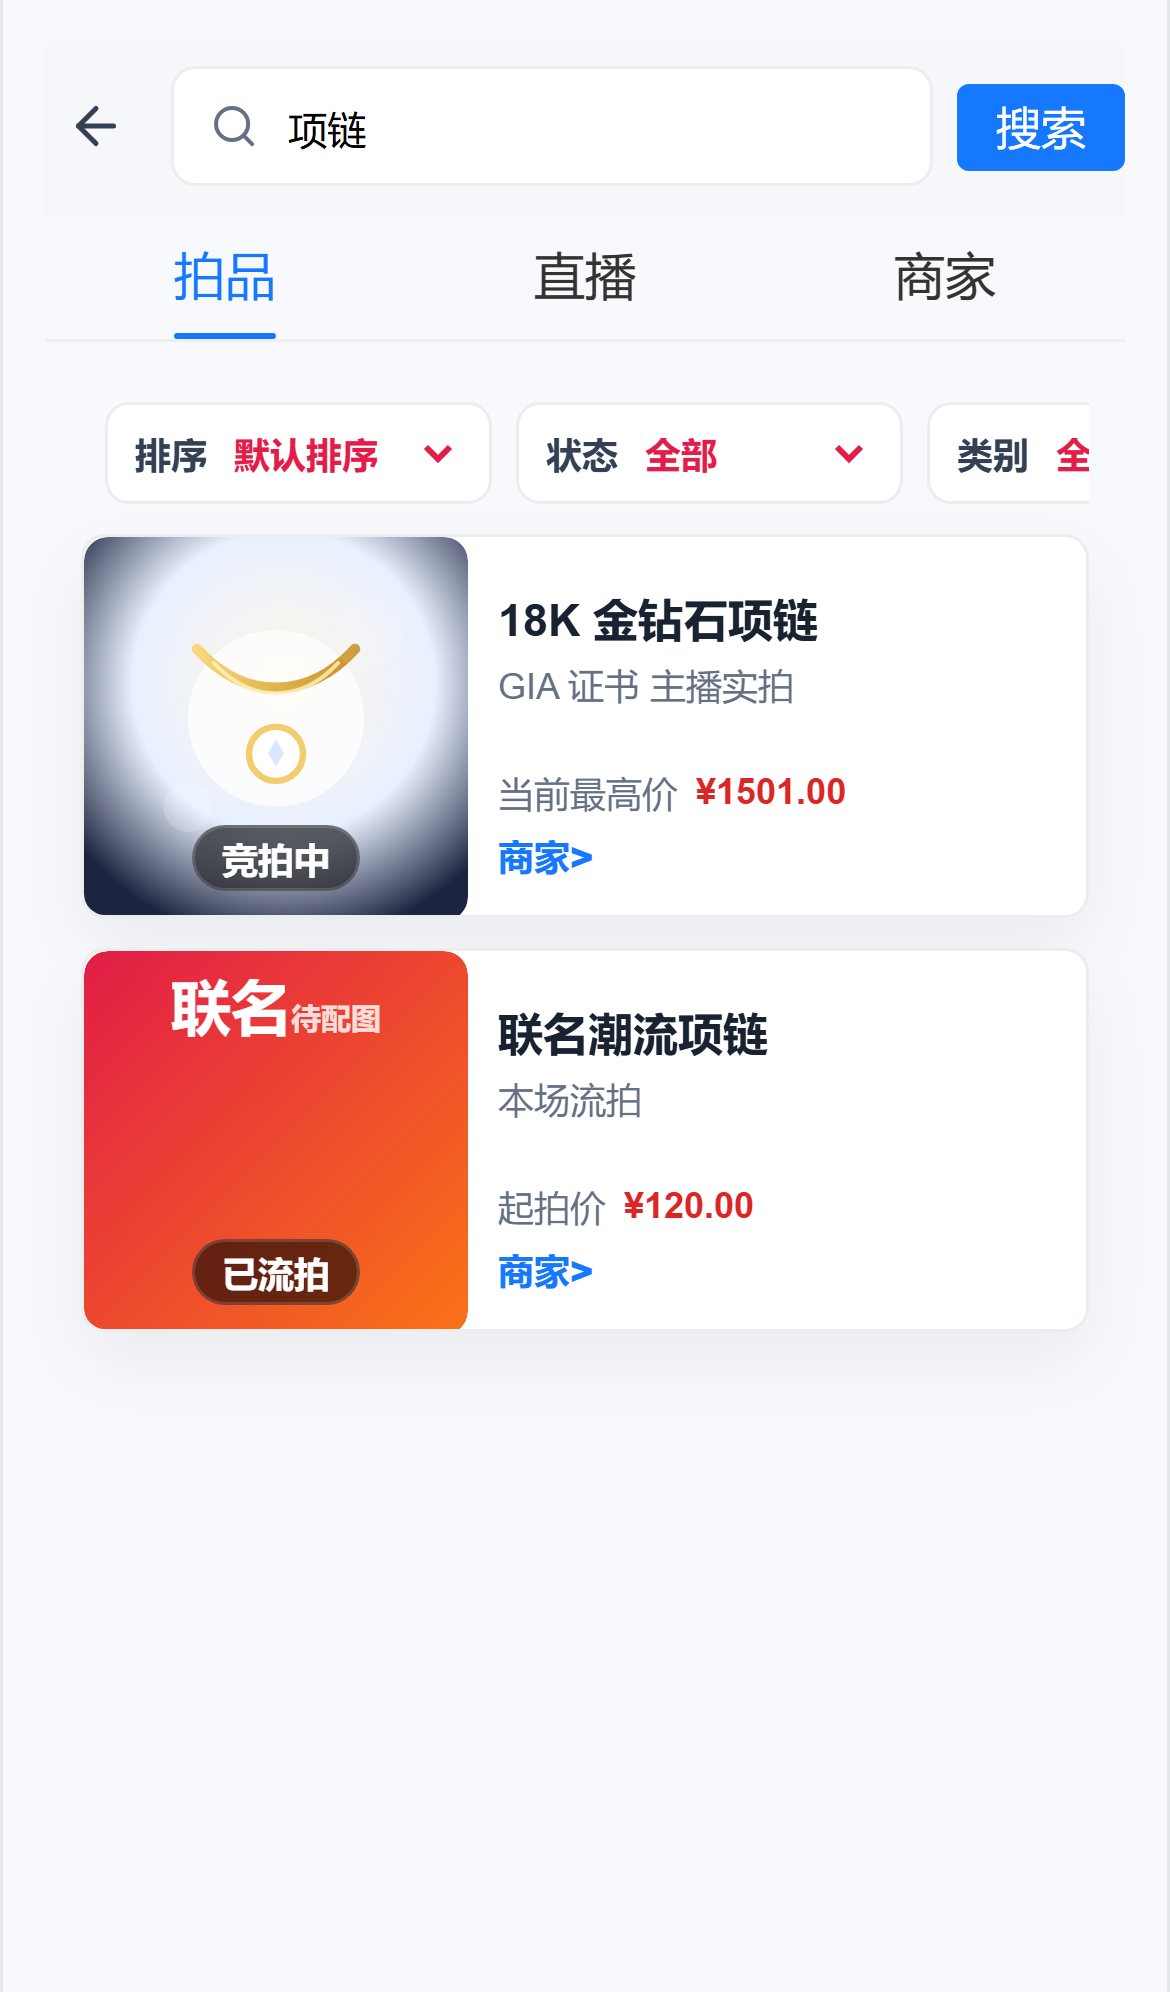 项链 搜索
拍品 直播 商家
排序 默认排序 状态 全部 类别 全
18K 金钻石项链
GIA 证书 主播实拍
当前最高价 ¥1501.00
商家>
竞拍中
联名待配图
联名潮流项链
本场流拍
起拍价 ¥120.00
商家>
已流拍